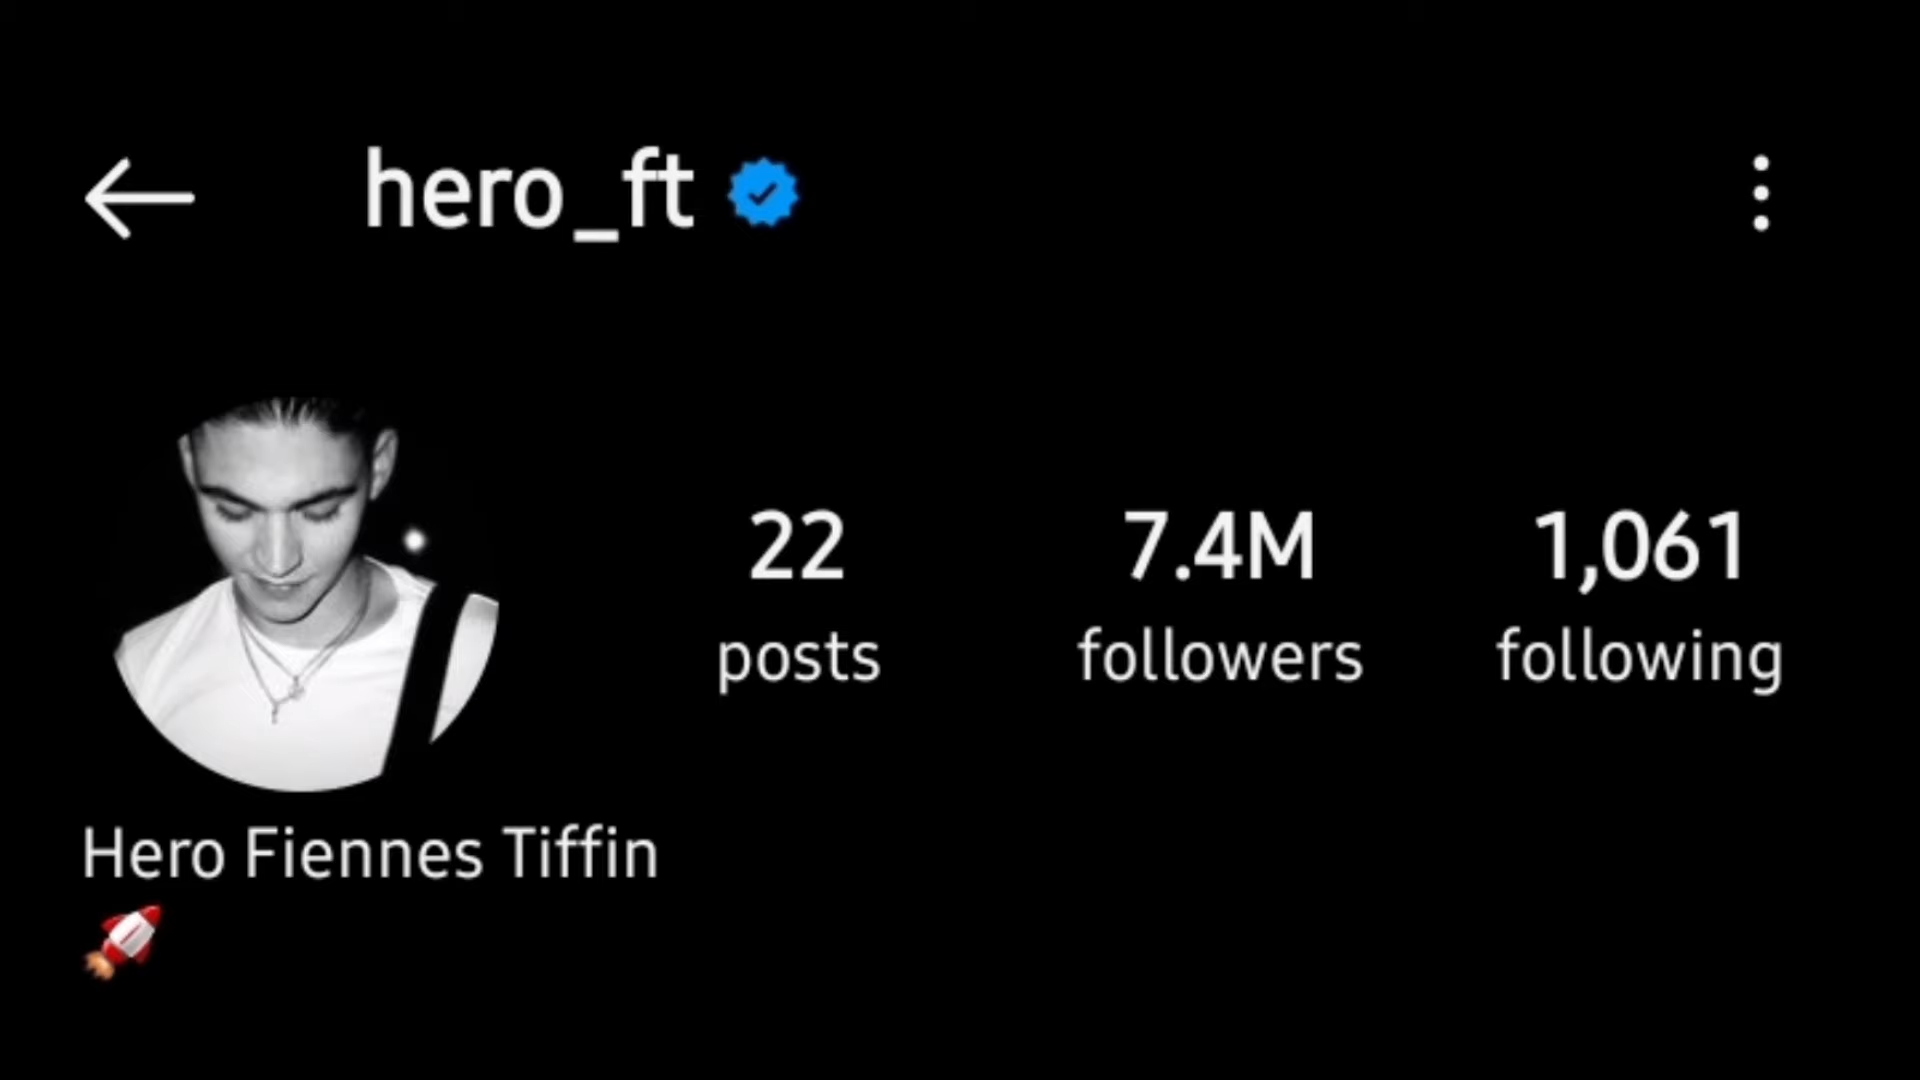 hero_ft
22 7.4M 1,061
posts followers following
Hero Fiennes Tiffin
🚀